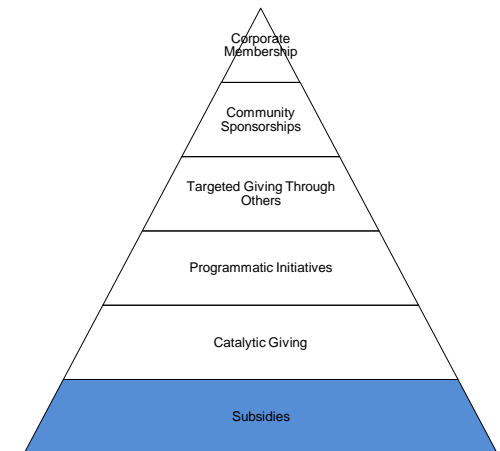 Corporate
Membership
Community
Sponsorships
Targeted Giving Through
Others
Programmatic Initiatives
Catalytic Giving
Subsidies